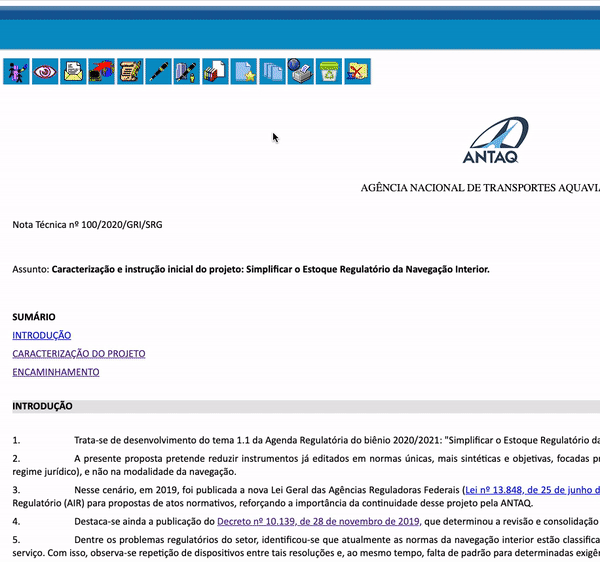 ANTAQ
AGÊNCIA NACIONAL DE TRANSPORTES
Nota Técnica nº 100/2020/GRI/SRG
Assunto: Caracterização e instrução inicial do projeto: Simplificar o Estoque Regulatório da Navegação Interior.
SUMÁRIO
INTRODUÇÃO
CARACTERIZAÇÃO DO PROJETO
ENCAMINHAMENTO
INTRODUÇÃO
1. Trata-se de desenvolvimento do tema 1.1 da Agenda Regulatória do biênio 2020/2021: "Simplificar o Estoque Regulatório
2. A presente proposta pretende reduzir instrumentos já editados em normas únicas, mais sintéticas e objetivas, focadas
regime jurídico), e não na modalidade da navegação.
3. Nesse cenário, em 2019, foi publicada a nova Lei Geral das Agências Reguladoras Federais (Lei nº 13.848, de 25 de junho
Regulatório (AIR) para propostas de atos normativos, reforçando a importância da continuidade desse projeto pela ANTAQ.
4. Destaca-se ainda a publicação do Decreto nº 10.139, de 28 de novembro de 2019, que determinou a revisão e consolidação
5. Dentre os problemas regulatórios do setor, identificou-se que atualmente as normas da navegação interior estão
serviço. Com isso, observa-se repetição de dispositivos entre tais resoluções e, ao mesmo tempo, falta de padrão para determinadas